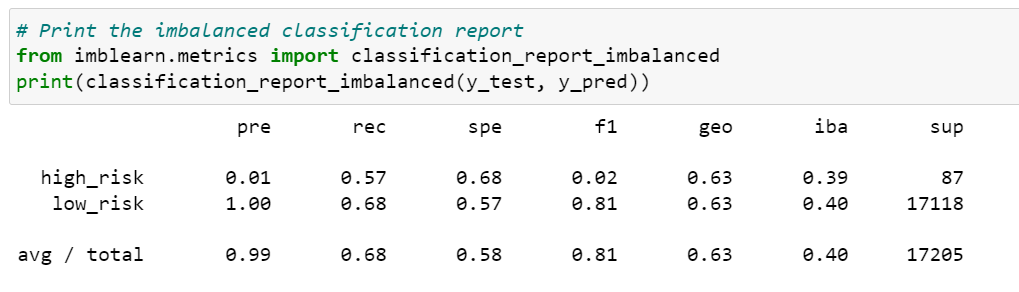 # Print the imbalanced classification report
from imblearn.metrics import classification_report_imbalanced
print(classification_report_imbalanced(y_test, y_pred))
pre rec spe f1 geo iba sup
high_risk 0.01 0.57 0.68 0.02 0.63 0.39 87
low_risk 1.00 0.68 0.57 0.81 0.63 0.40 17118
avg / total 0.99 0.68 0.58 0.81 0.63 0.40 17205